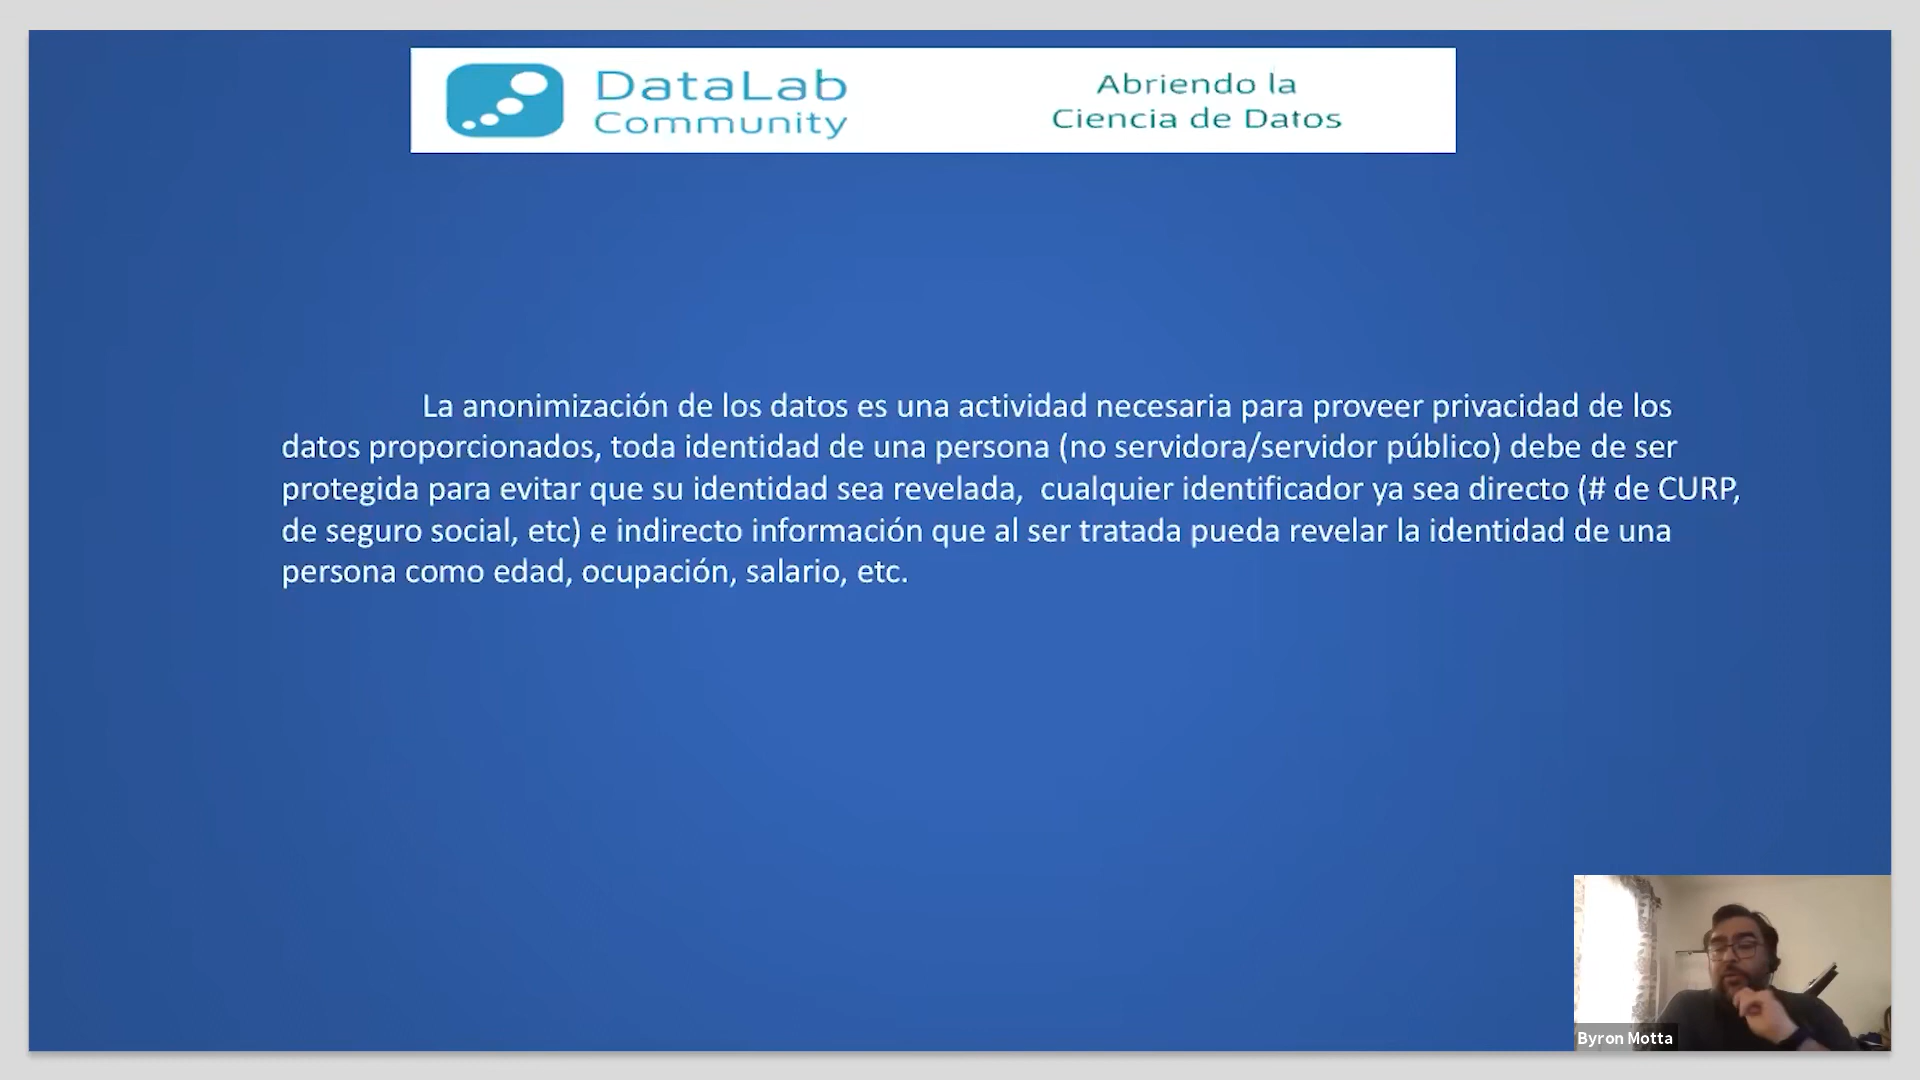 DataLab
Community
Abriendo la
Ciencia de Datos
La anonimización de los datos es una actividad necesaria para proveer privacidad de los
datos proporcionados, toda identidad de una persona (no servidora/servidor público) debe de ser
protegida para evitar que su identidad sea revelada,  cualquier identificador ya sea directo (# de CURP,
de seguro social, etc) e indirecto información que al ser tratada pueda revelar la identidad de una
persona como edad, ocupación, salario, etc.
Byron Motta